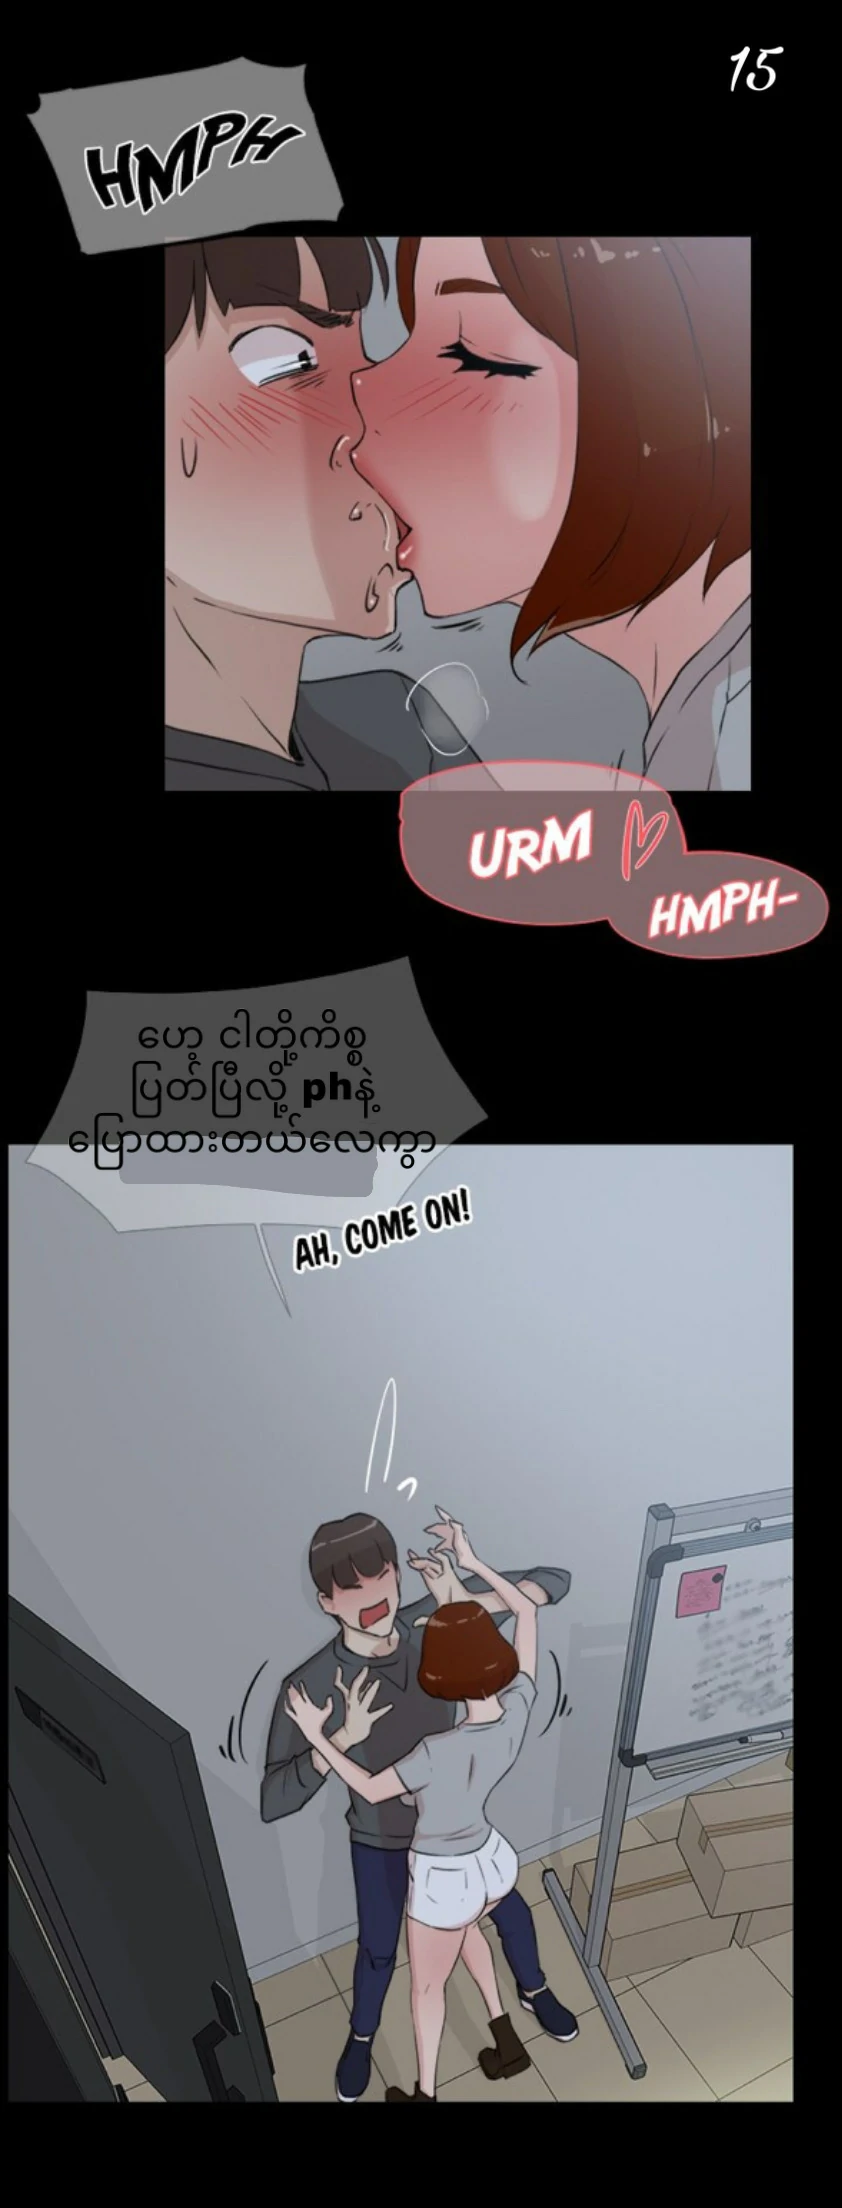 15
HMPH
URM
HMPH-
ဟေ့ ငါတို့ကိစ္စ
ပြတ်ပြီလို့ phနဲ့
ပြောထားတယ်လေကွာ
AH, COME ON!